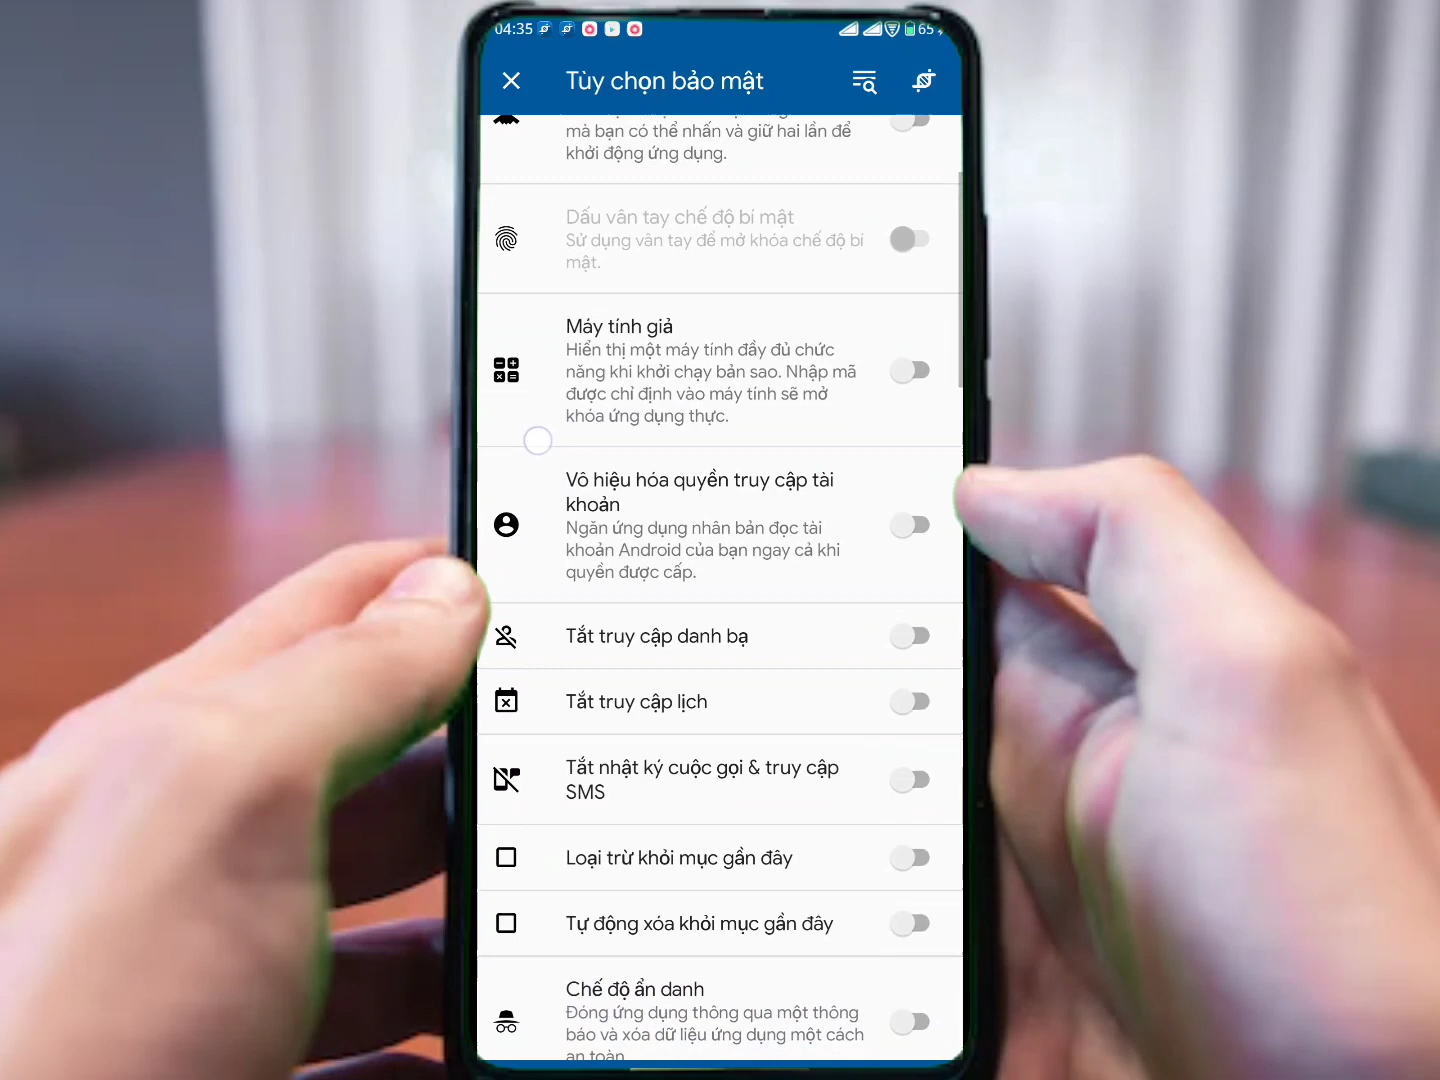 04:35
65
Tùy chọn bảo mật
mà bạn có thể nhấn và giữ hai lần để
khởi động ứng dụng.
Dấu vân tay chế độ bí mật
Sử dụng vân tay để mở khóa chế độ bí
mật.
Máy tính giả
Hiển thị một máy tính đầy đủ chức
năng khi khởi chạy bản sao. Nhập mã
được chỉ định vào máy tính sẽ mở
khóa ứng dụng thực.
Vô hiệu hóa quyền truy cập tài
khoản
Ngăn ứng dụng nhân bản đọc tài
khoản Android của bạn ngay cả khi
quyền được cấp.
Tắt truy cập danh bạ
Tắt truy cập lịch
Tắt nhật ký cuộc gọi & truy cập
SMS
Loại trừ khỏi mục gần đây
Tự động xóa khỏi mục gần đây
Chế độ ẩn danh
Đóng ứng dụng thông qua một thông
báo và xóa dữ liệu ứng dụng một cách
an toàn